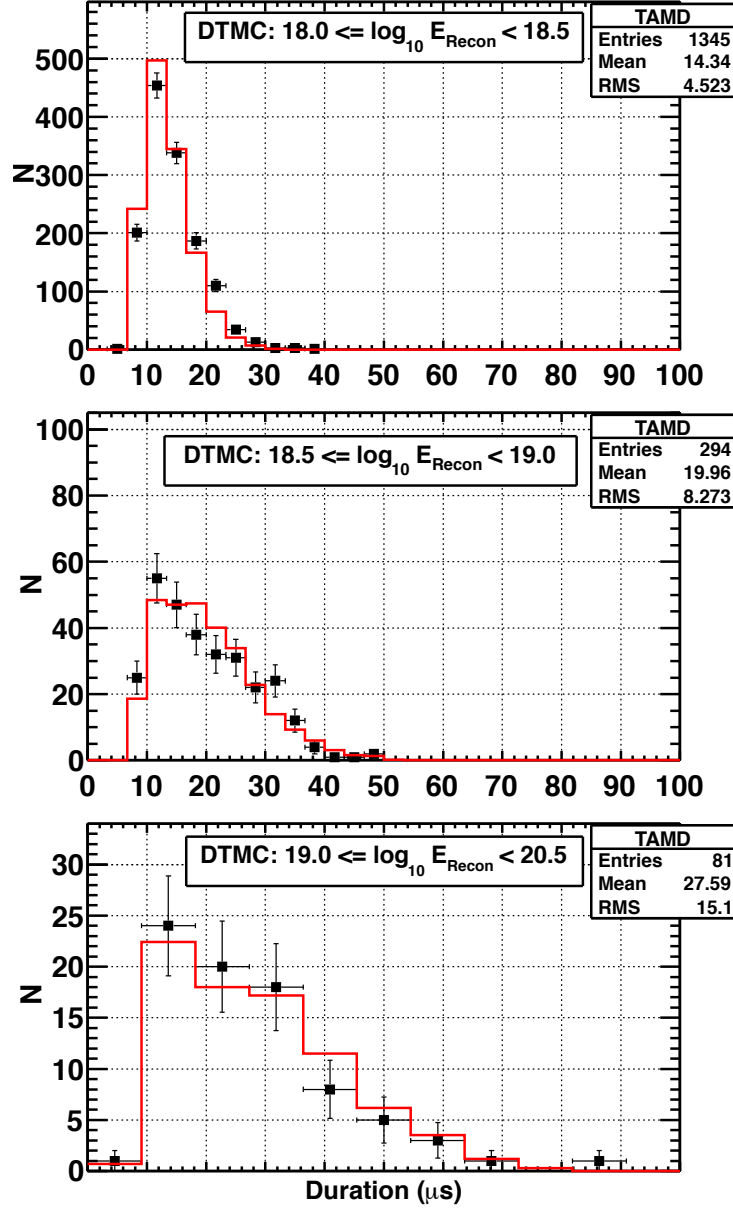 DTMC: 18.0 <= log10 E_Recon < 18.5
TAMD
Entries 1345
Mean 14.34
RMS 4.523
N
500
400
300
200
100
0
0 10 20 30 40 50 60 70 80 90 100
DTMC: 18.5 <= log10 E_Recon < 19.0
TAMD
Entries 294
Mean 19.96
RMS 8.273
N
100
80
60
40
20
0
0 10 20 30 40 50 60 70 80 90 100
DTMC: 19.0 <= log10 E_Recon < 20.5
TAMD
Entries 81
Mean 27.59
RMS 15.1
N
30
25
20
15
10
5
0
Duration (μs)